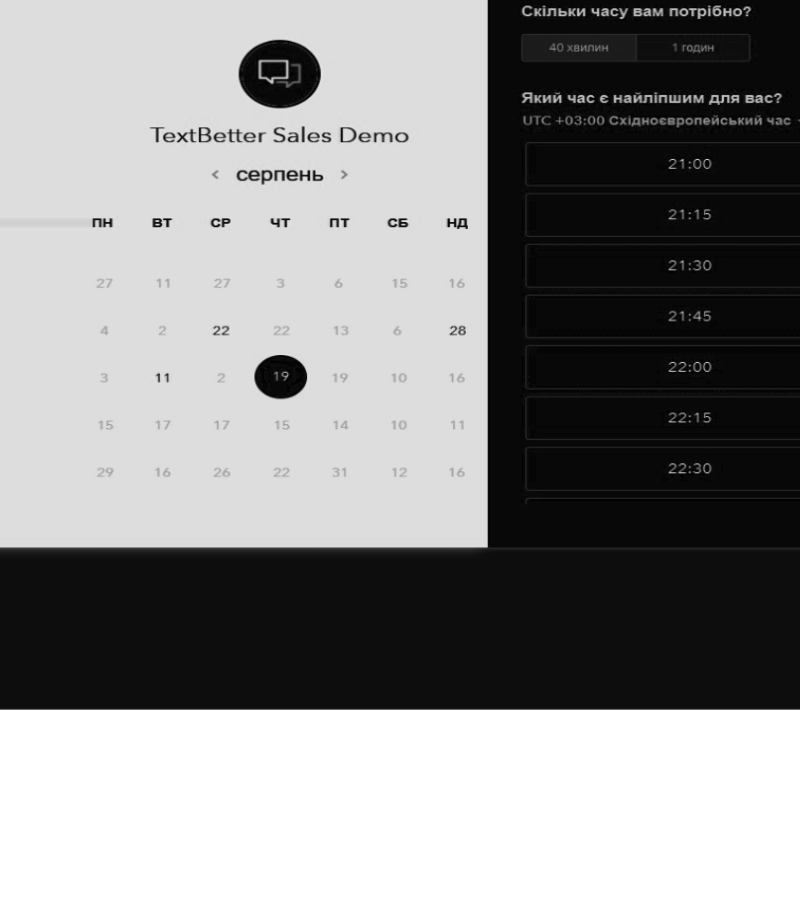 TextBetter Sales Demo
< серпень >
ПН ВТ СР ЧТ ПТ СБ НД
27 11 27 3 6 15 16
4 2 22 22 13 6 28
3 11 2 19 19 10 16
15 17 17 15 14 10 11
29 16 26 22 31 12 16
Скільки часу вам потрібно?
40 хвилин 1 годин
Який час є найліпшим для вас?
UTC +03:00 Східноєвропейський час
21:00
21:15
21:30
21:45
22:00
22:15
22:30